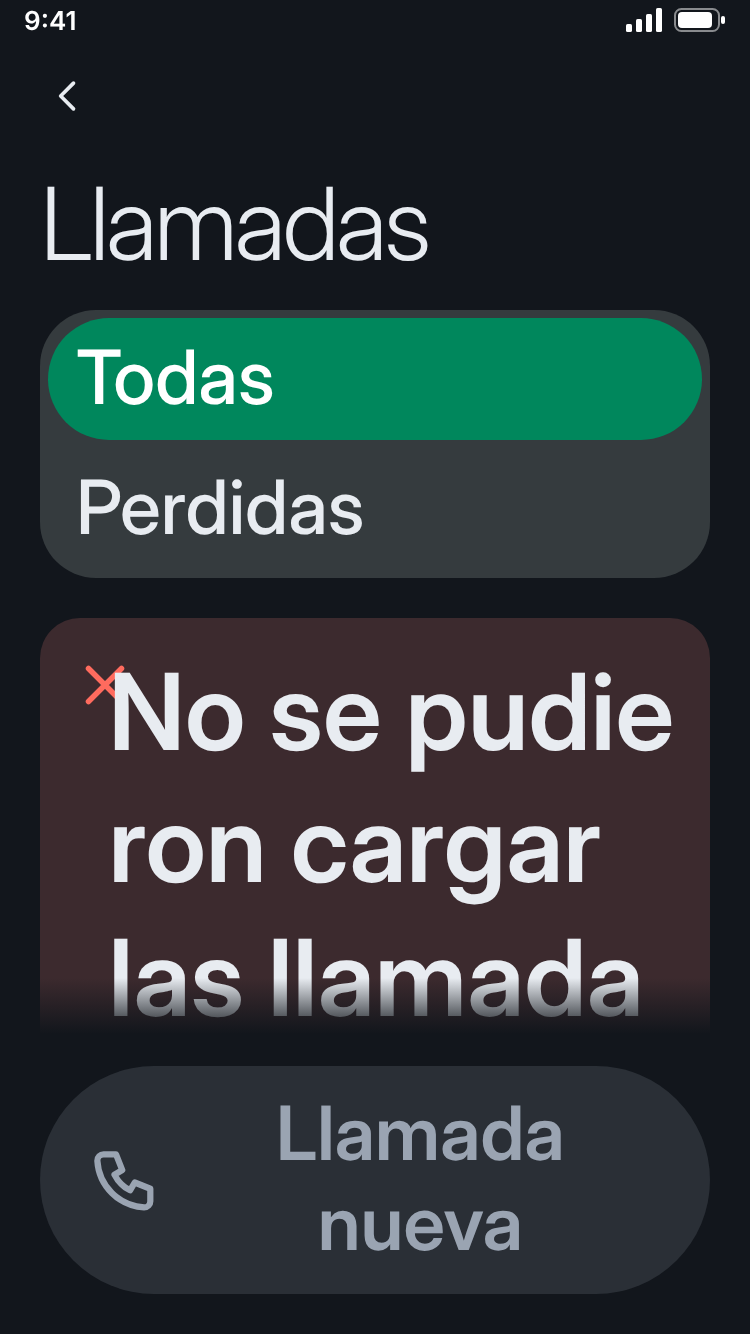 9:41
Llamadas
Todas
Perdidas
No se pudie
ron cargar
las llamada
Llamada
nueva